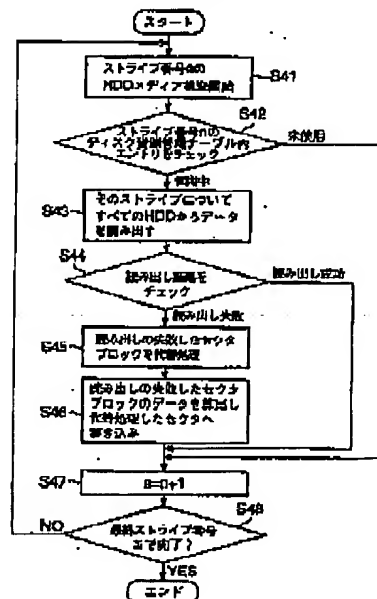 スタート
ストライブ番号nの
HDDメディア検査開始
S41
ストライブ番号nの
ディスク資源管理テーブル内
エントリをチェック
S42
未使用
使用中
S43
そのストライブについて
すべてのHDDからデータ
を読み出す
S44
読み出し結果を
チェック
読み出し成功
読み出し失敗
S45
読み出しの失敗したセクタ
ブロックを代替処理
S46
読み出しの失敗したセクタ
ブロックのデータを算出し
代替処理したセクタへ
書き込み
S47
n=n+1
S48
最終ストライブ番号
まで完了?
NO
YES
エンド